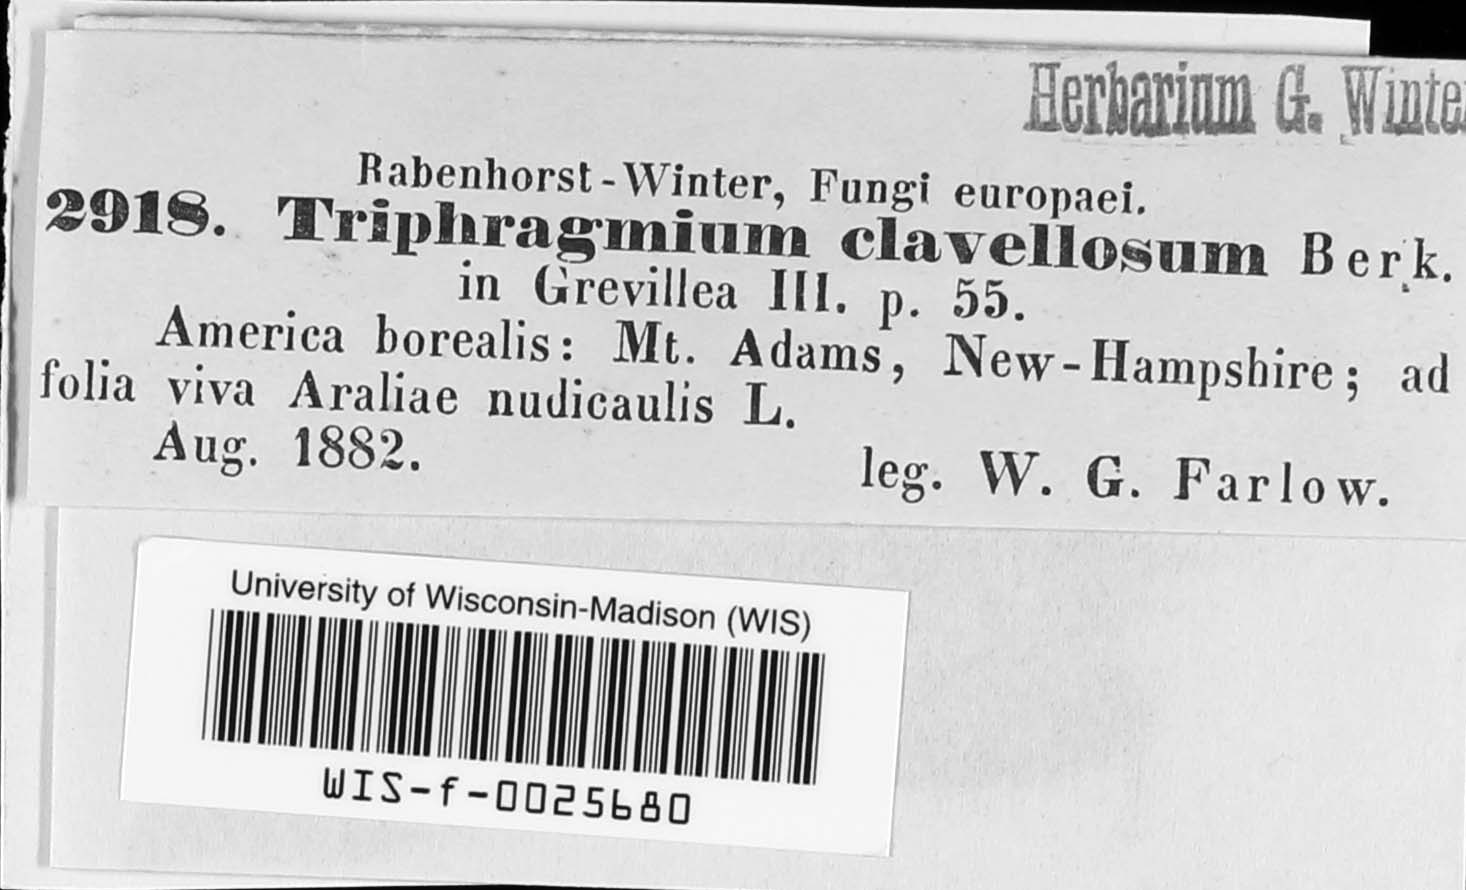 Herbarium G. Winte
Rabenhorst-Winter, Fungi europaei.
2918. Triphragmium clavellosum Berk.
in Grevillea III. p. 55.
America borealis: Mt. Adams, New-Hampshire; ad
folia viva Araliae nudicaulis L.
Aug. 1882. leg. W. G. Farlow.
University of Wisconsin-Madison (WIS)
WIS-f-0025680